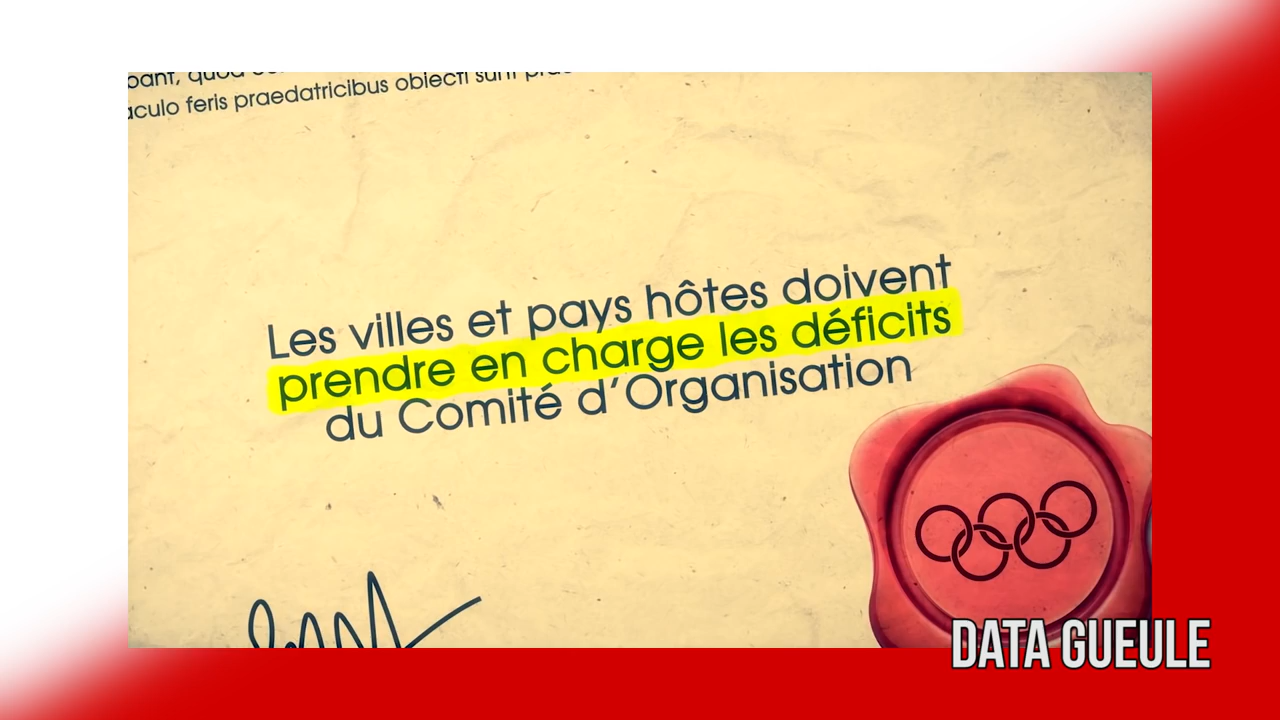 feris praedatricibus obiecti sunt
Les villes et pays hôtes doivent
prendre en charge les déficits
du Comité d'Organisation
DATA GUEULE